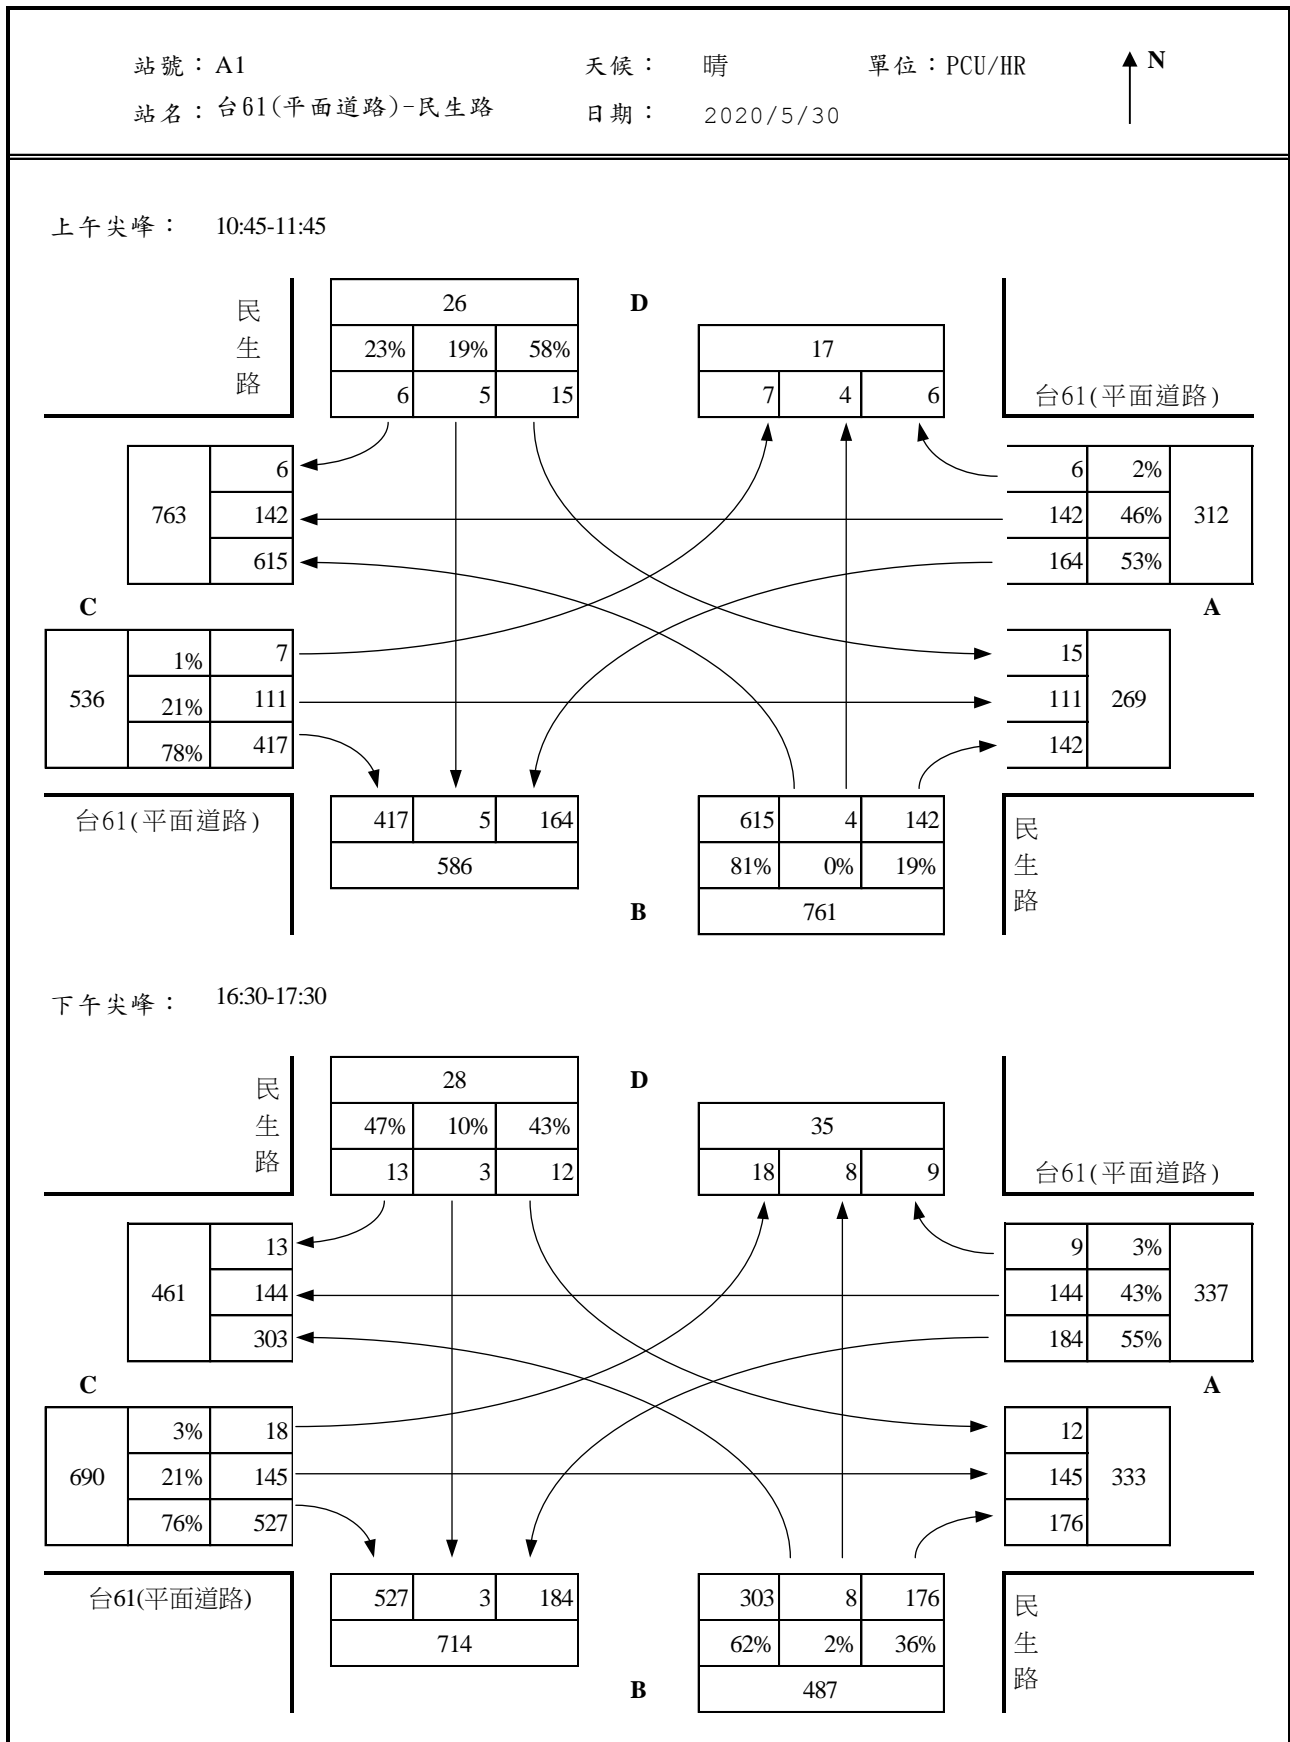 站號：A1 天候： 晴 單位：PCU/HR N
站名：台61(平面道路)-民生路 日期： 2020/5/30
上午尖峰： 10:45-11:45
民生路
26
D
23% 19% 58%
17
6 5 15
7 4 6
台61(平面道路)
6
6 2%
763 142
142 46% 312
615
164 53%
C
A
1% 7
15
536 21% 111
111 269
78% 417
142
台61(平面道路)
417 5 164
615 4 142
民生路
586
81% 0% 19%
B
761
下午尖峰： 16:30-17:30
民生路
28
D
47% 10% 43%
35
13 3 12
18 8 9
台61(平面道路)
13
9 3%
461 144
144 43% 337
303
184 55%
C
A
3% 18
12
690 21% 145
145 333
76% 527
176
台61(平面道路)
527 3 184
303 8 176
民生路
714
62% 2% 36%
B
487